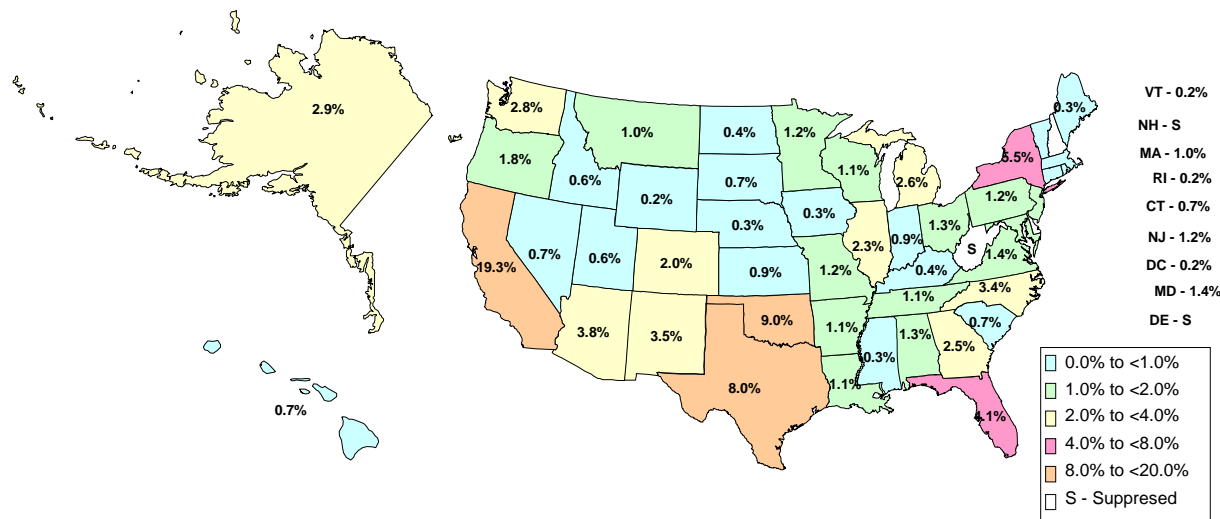 2.9%
2.8%
1.8%
1.0%
0.4%
1.2%
0.3%
VT - 0.2%
NH - S
MA - 1.0%
RI - 0.2%
CT - 0.7%
NJ - 1.2%
DC - 0.2%
MD - 1.4%
DE - S
0.6%
0.2%
0.7%
1.1%
2.6%
5.5%
0.7%
0.6%
2.0%
0.3%
0.3%
2.3%
0.9%
1.3%
1.2%
S
1.4%
19.3%
0.9%
1.2%
0.4%
3.4%
3.8%
3.5%
9.0%
1.1%
1.1%
0.7%
8.0%
1.1%
0.3%
1.3%
2.5%
4.1%
0.7%
0.0% to <1.0%
1.0% to <2.0%
2.0% to <4.0%
4.0% to <8.0%
8.0% to <20.0%
S - Suppresed